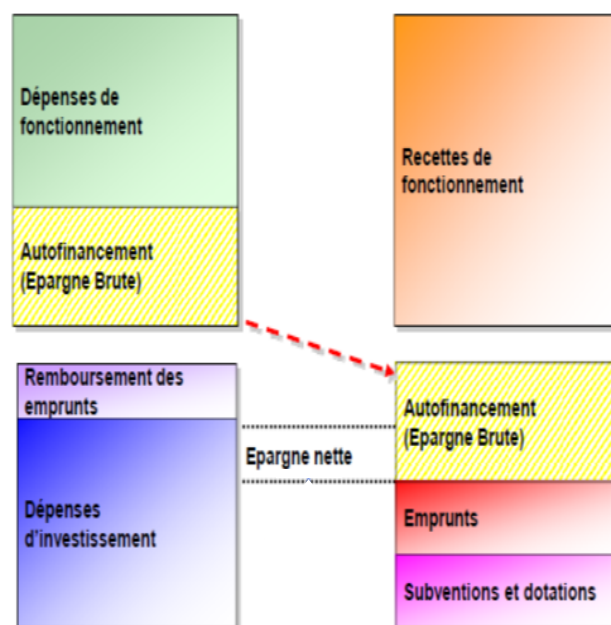 Dépenses de
fonctionnement
Recettes de
fonctionnement
Autofinancement
(Epargne Brute)
Remboursement des
emprunts
Autofinancement
(Epargne Brute)
Epargne nette
Dépenses
d'investissement
Emprunts
Subventions et dotations